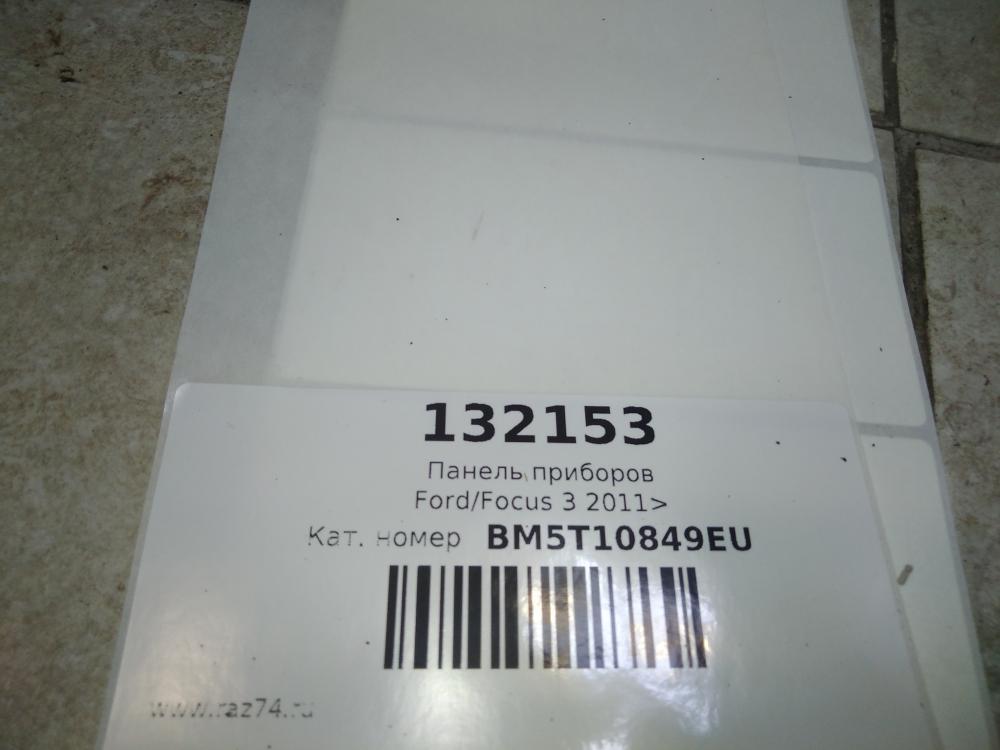 132153
Панель приборов
Ford/Focus 3 2011>
Кат. номер BM5T10849EU
www.raz74.ru